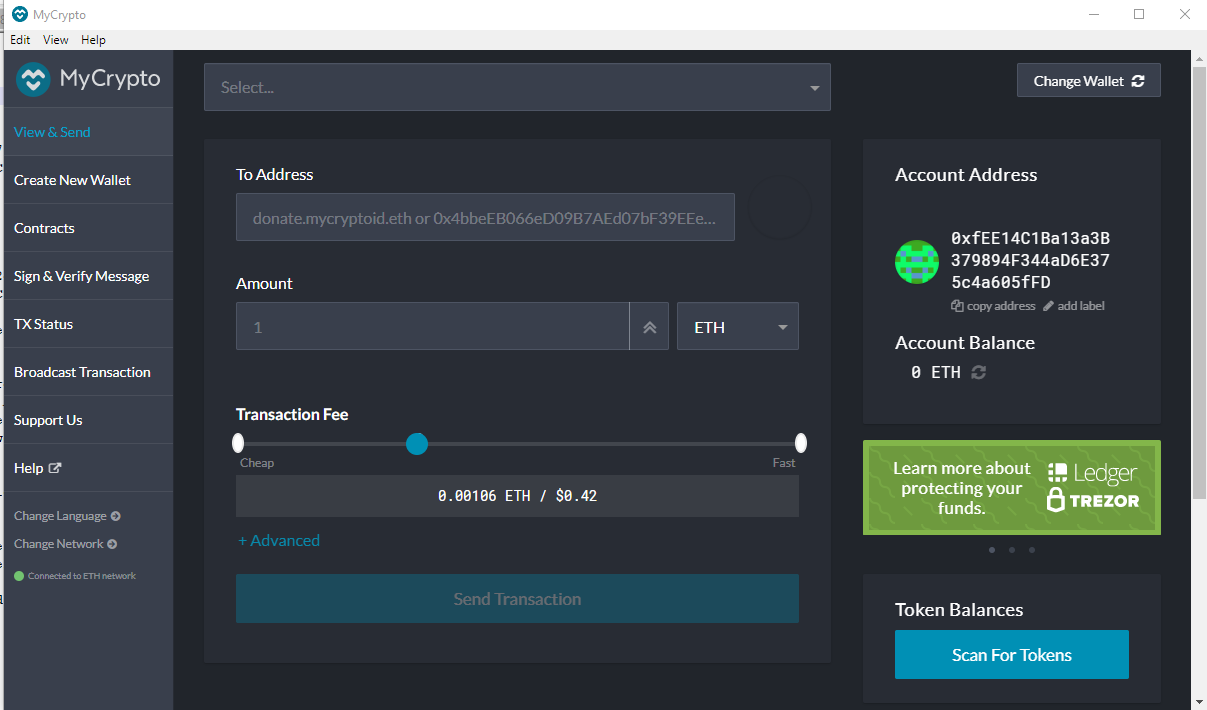 MyCrypto
Edit View Help
MyCrypto
View & Send
Create New Wallet
Contracts
Sign & Verify Message
TX Status
Broadcast Transaction
Support Us
Help
Change Language
Change Network
Connected to ETH network
Select...
Change Wallet
To Address
donate.mycryptoid.eth or 0x4bbeEB066eD09B7AEd07bF39EEe...
Amount
1
ETH
Transaction Fee
Cheap
Fast
0.00106 ETH / $0.42
+ Advanced
Send Transaction
Account Address
0xfEE14C1Ba13a3B
379894F344aD6E37
5c4a605fFD
copy address add label
Account Balance
0 ETH
Learn more about
protecting your
funds.
Ledger
TREZOR
Token Balances
Scan For Tokens